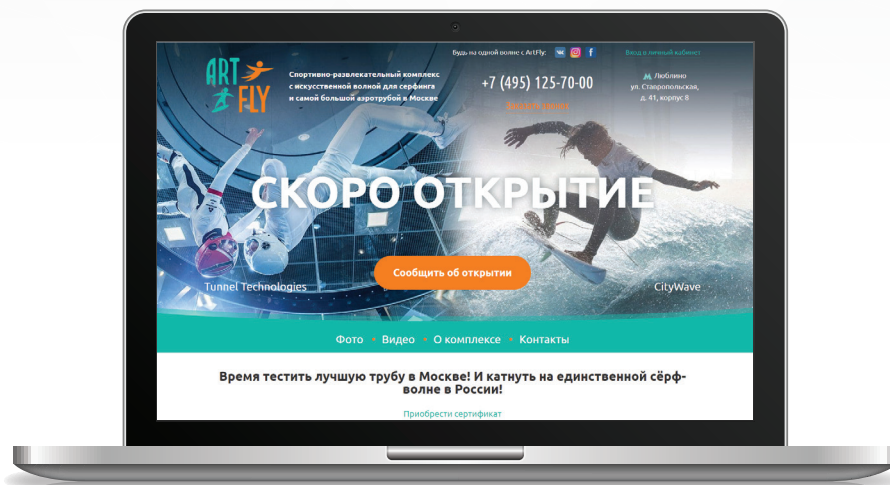 ART
FLY
Будь на одной волне с ArtFly:
Вход в личный кабинет
Спортивно-развлекательный комплекс
с искусственной волной для серфинга
и самой большой аэротрубой в Москве
+7 (495) 125-70-00
Люблино
ул. Ставропольская,
д. 41, корпус 8
СКОРО ОТКРЫТИЕ
Сообщить об открытии
Tunnel Technologies
CityWave
Фото • Видео • О комплексе • Контакты
Время тестить лучшую трубу в Москве! И катнуть на единственной сёрф-
волне в России!
Приобрести сертификат